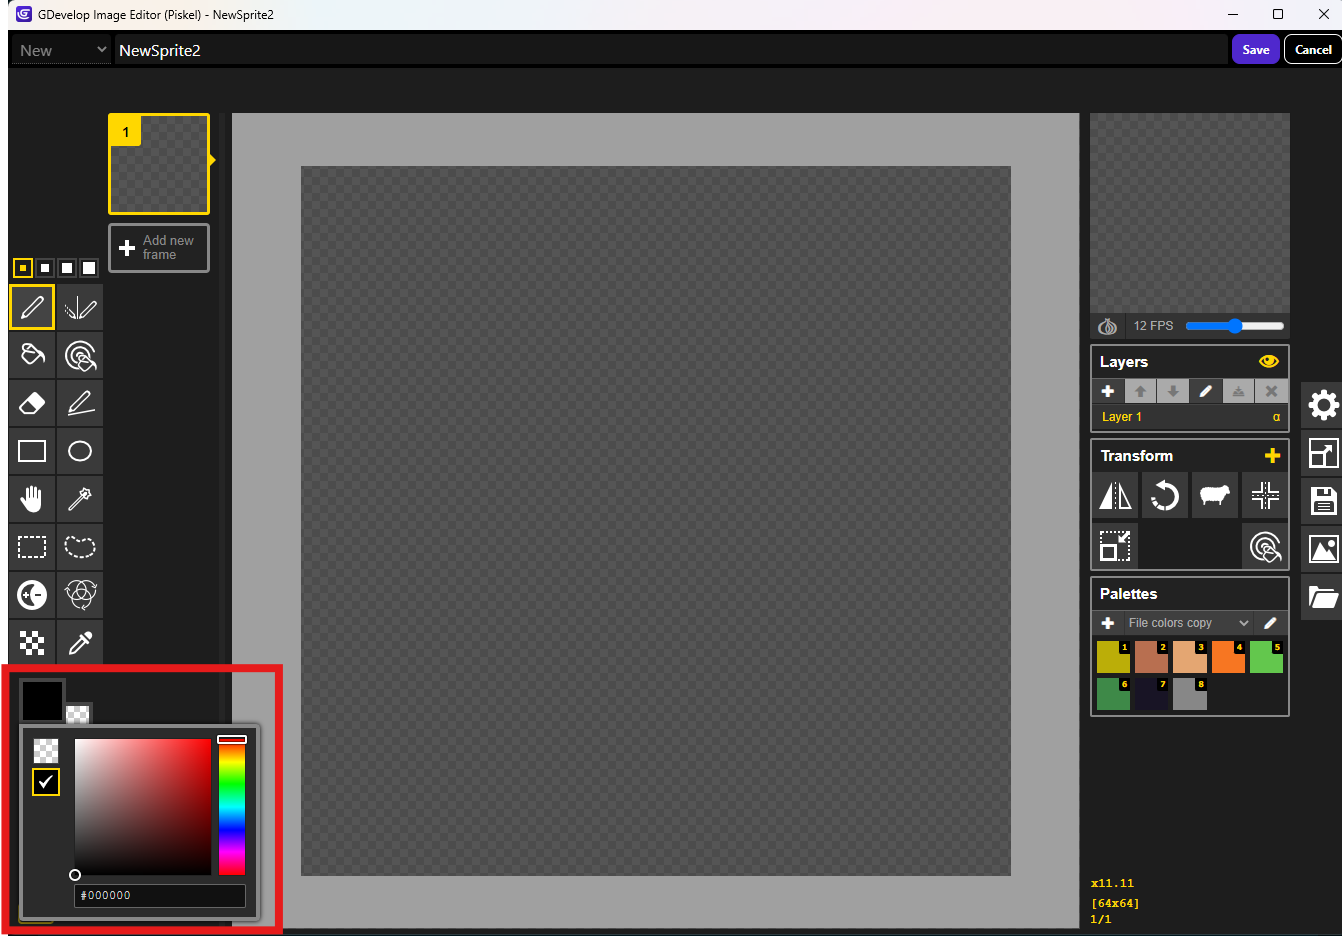 GDevelop Image Editor (Piskel) - NewSprite2
New
NewSprite2
Save
Cancel
1
Add new
frame
12 FPS
Layers
Layer 1
α
Transform
Palettes
File colors copy
1
2
3
4
5
6
7
8
#000000
x11.11
[64x64]
1/1